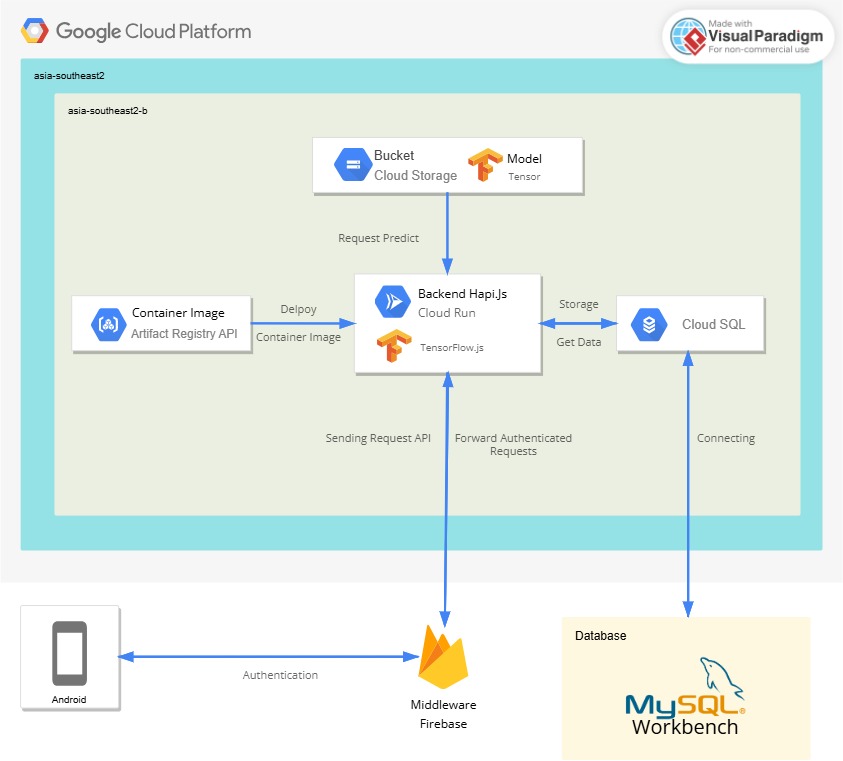 Google Cloud Platform
Made with
VisualParadigm
For non-commercial use
asia-southeast2
asia-southeast2-b
Bucket
Cloud Storage
Model
Tensor
Request Predict
Container Image
Artifact Registry API
Delpoy
Container Image
Backend Hapi.Js
Cloud Run
TensorFlow.js
Storage
Get Data
Cloud SQL
Sending Request API
Forward Authenticated
Requests
Connecting
Android
Authentication
Middleware
Firebase
Database
MySQL®
Workbench